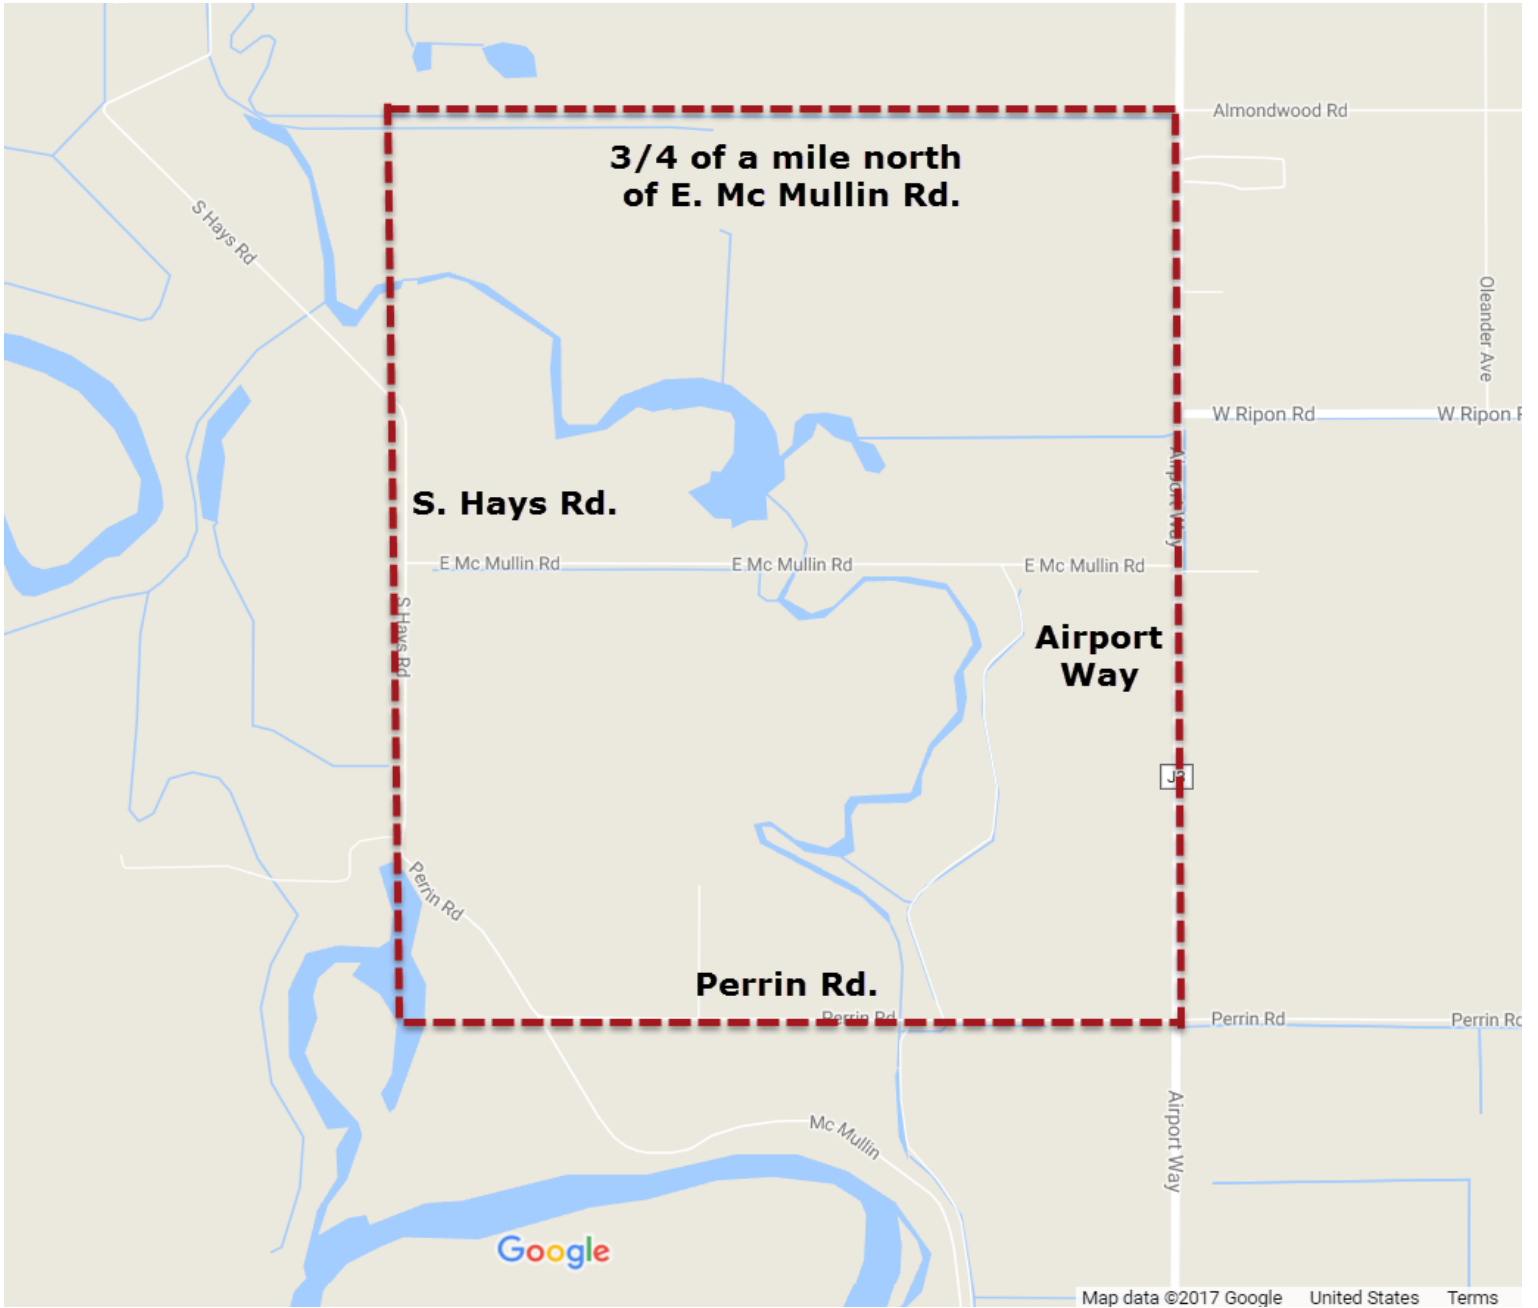 Almondwood Rd
3/4 of a mile north
of E. Mc Mullin Rd.
S Hays Rd
Oleander Ave
W Ripon Rd
W Ripon R
Airport Way
S. Hays Rd.
E Mc Mullin Rd
E Mc Mullin Rd
E Mc Mullin Rd
S Hays Rd
Airport
Way
Perrin Rd
Perrin Rd.
Perrin Rd
Perrin Rd
Perrin Rd
Airport Way
Mc Mullin
Google
Map data ©2017 Google United States Terms